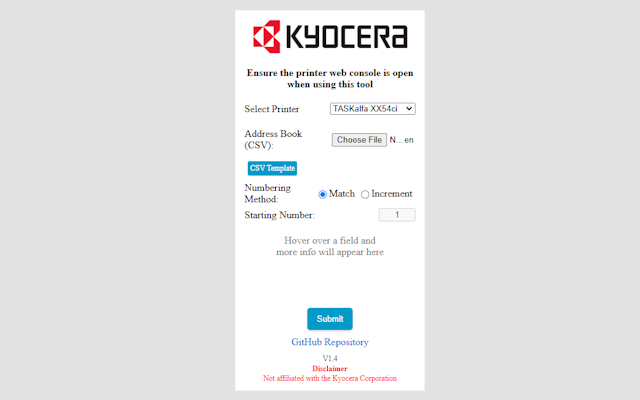 KYOCERA
Ensure the printer web console is open
when using this tool
Select Printer
TASKalfa XX54ci
Address Book
(CSV):
Choose File N...en
CSV Template
Numbering
Method:
Match Increment
Starting Number:
1
Hover over a field and
more info will appear here
Submit
GitHub Repository
V1.4
Disclaimer
Not affiliated with the Kyocera Corporation